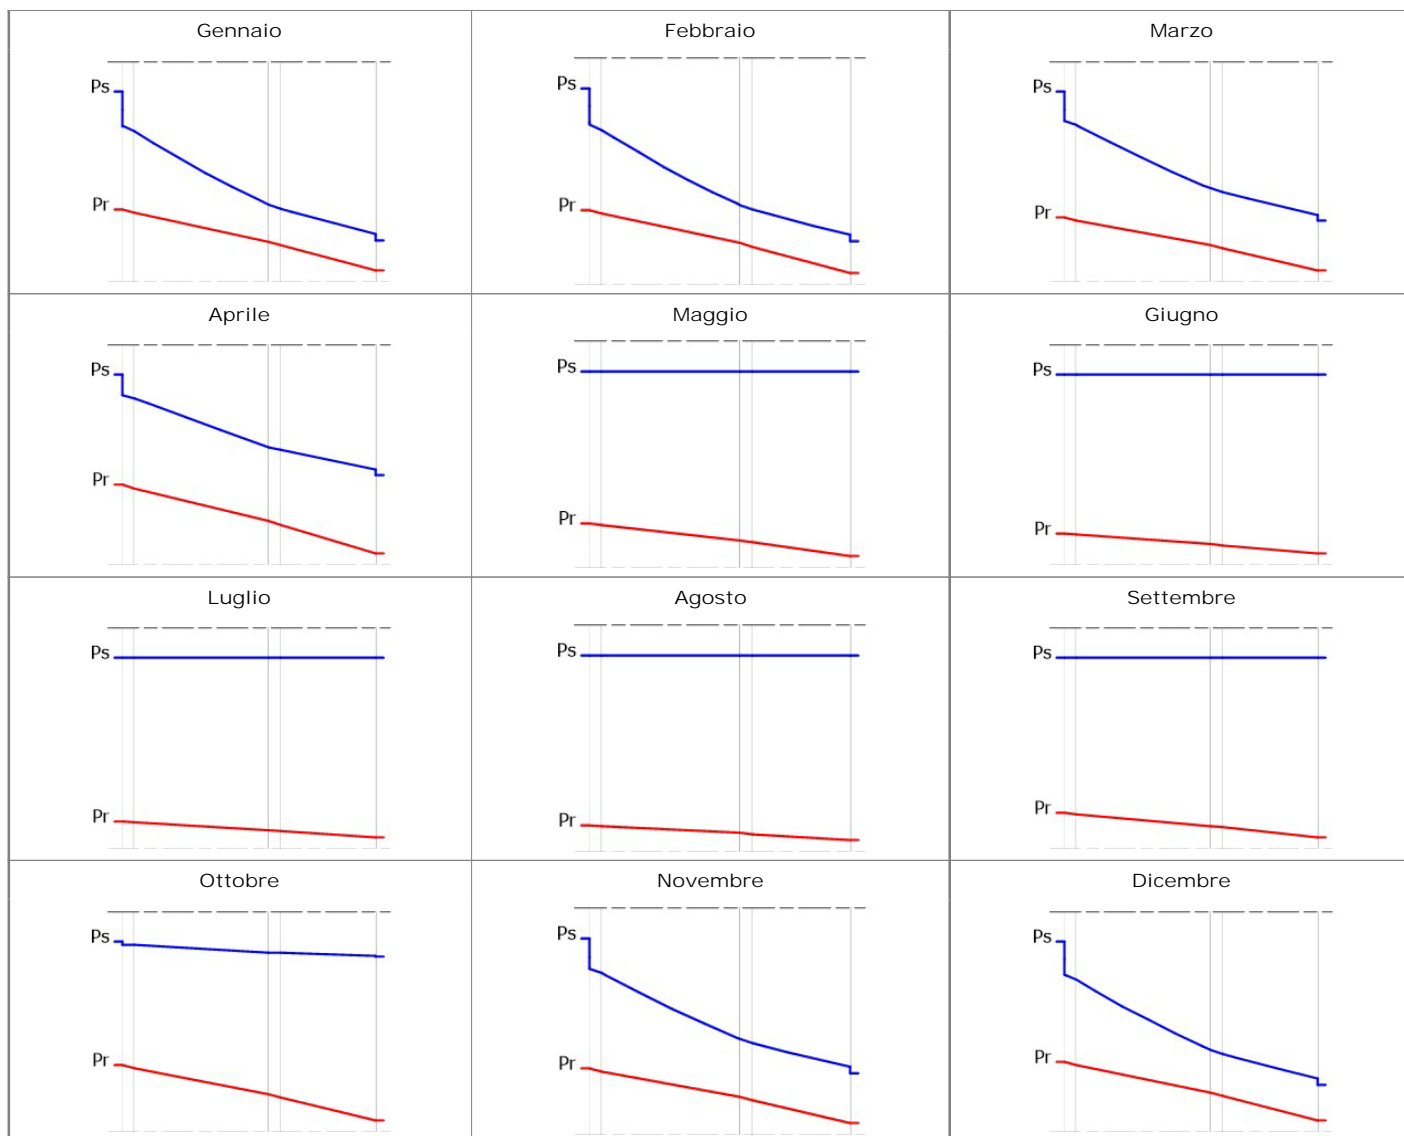 Gennaio
Febbraio
Marzo
Ps
Ps
Ps
Pr
Pr
Pr
Aprile
Maggio
Giugno
Ps
Ps
Ps
Pr
Pr
Pr
Luglio
Agosto
Settembre
Ps
Ps
Ps
Pr
Pr
Pr
Ottobre
Novembre
Dicembre
Ps
Ps
Ps
Pr
Pr
Pr